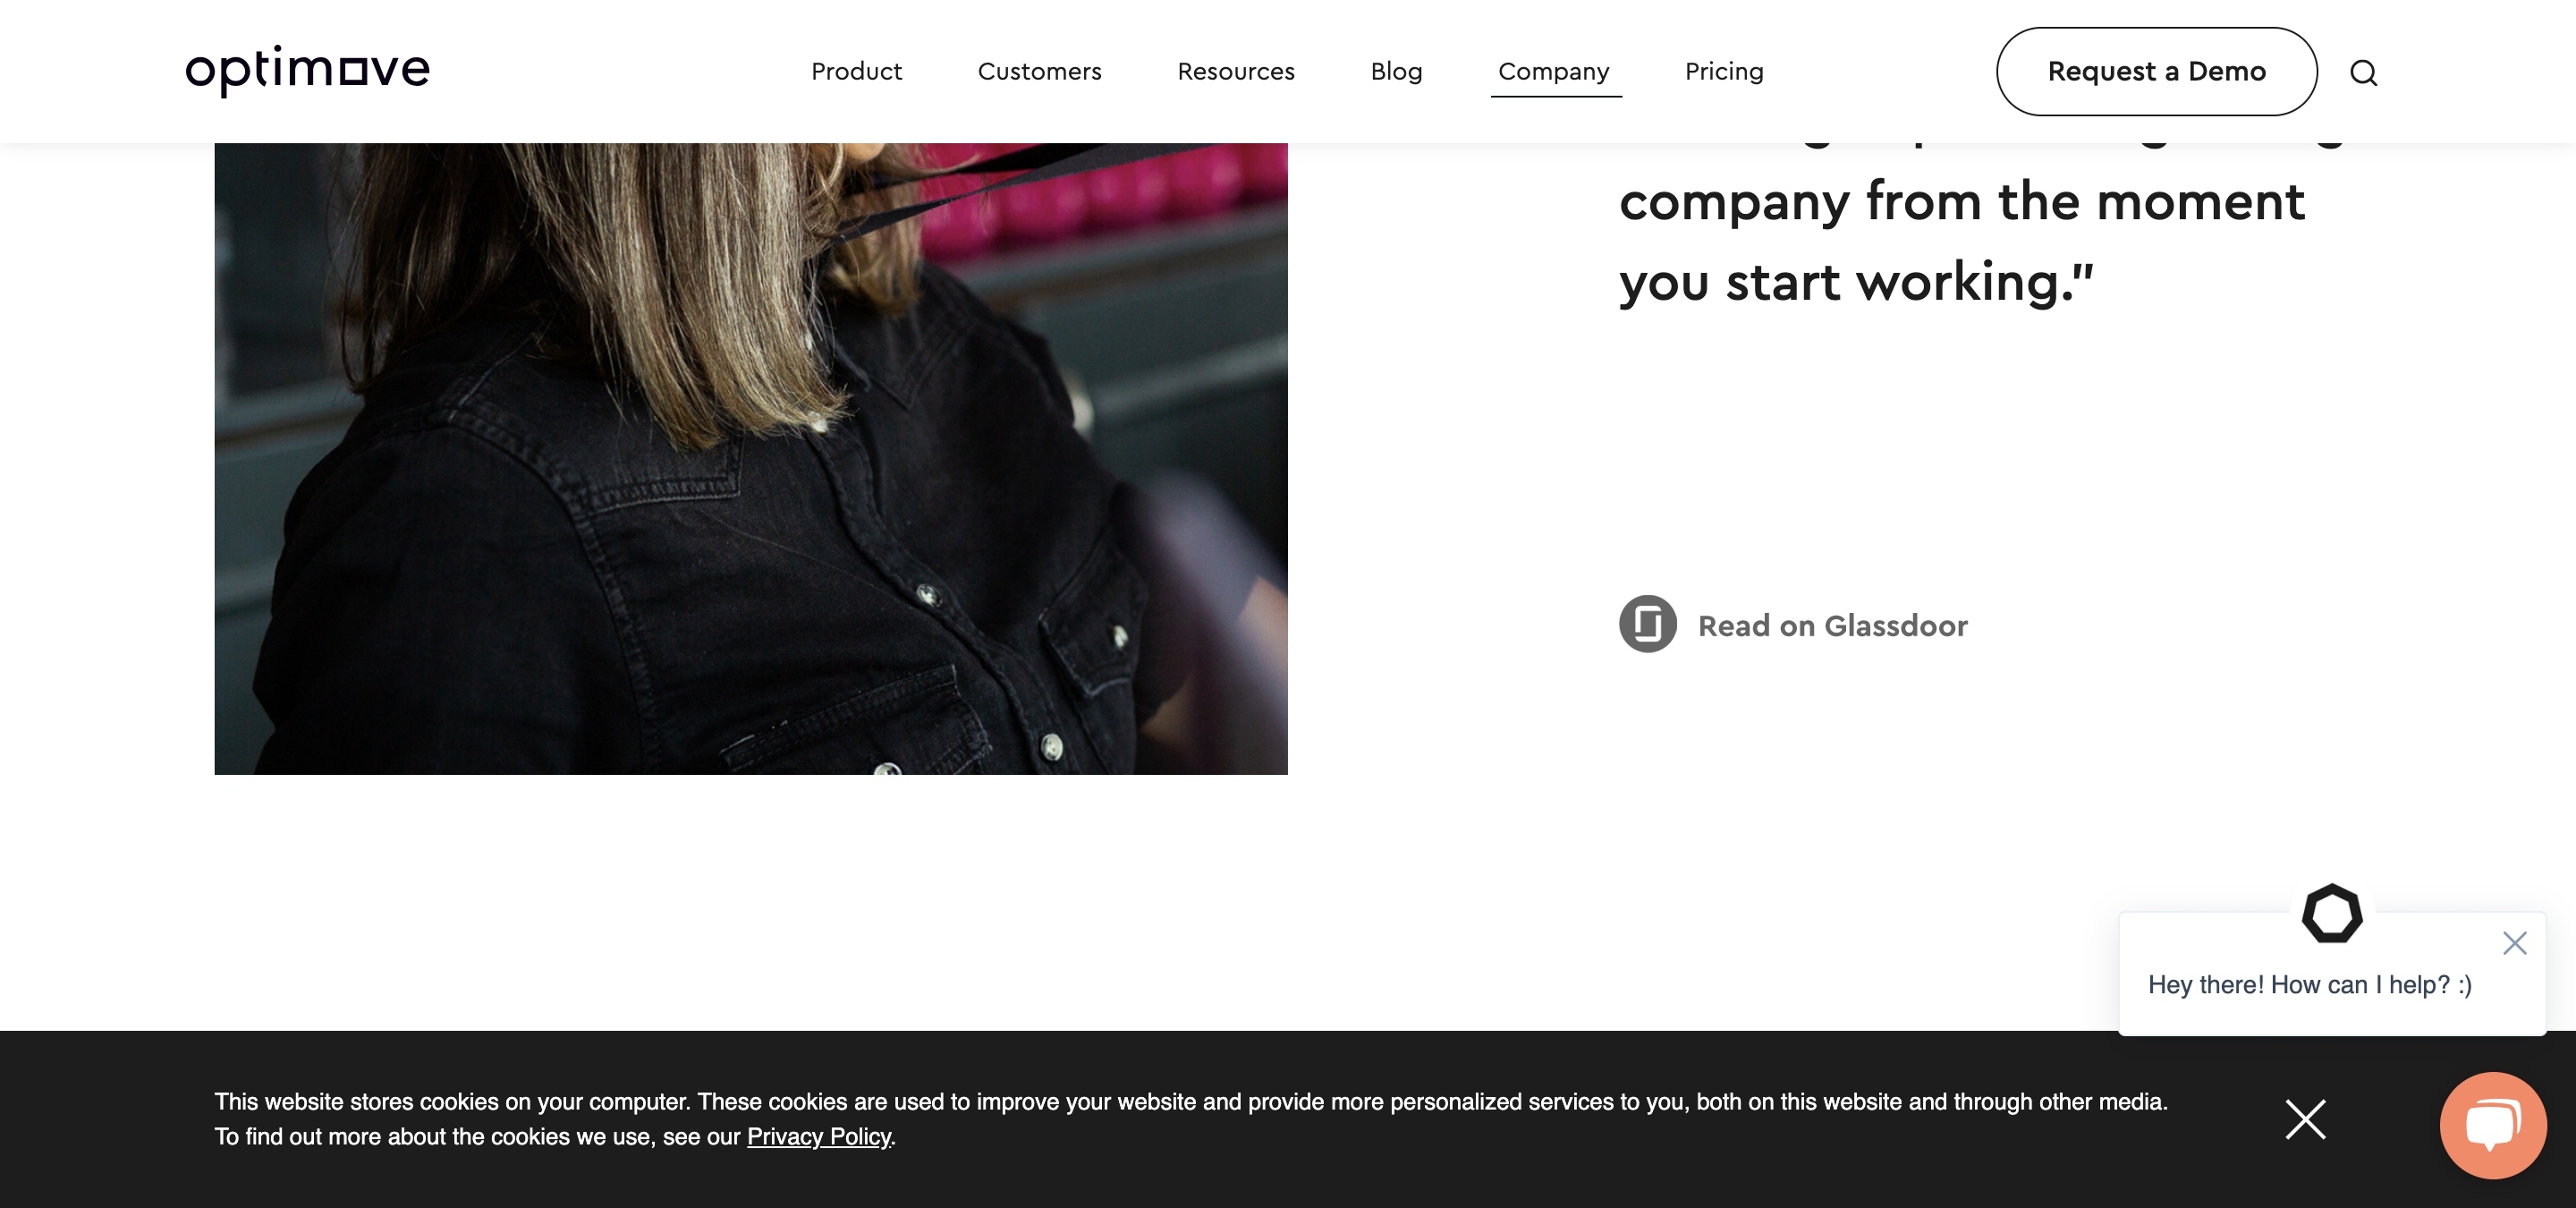 optimove
Product
Customers
Resources
Blog
Company
Pricing
Request a Demo
company from the moment
you start working."
Read on Glassdoor
Hey there! How can I help? :)
This website stores cookies on your computer. These cookies are used to improve your website and provide more personalized services to you, both on this website and through other media.
To find out more about the cookies we use, see our Privacy Policy.